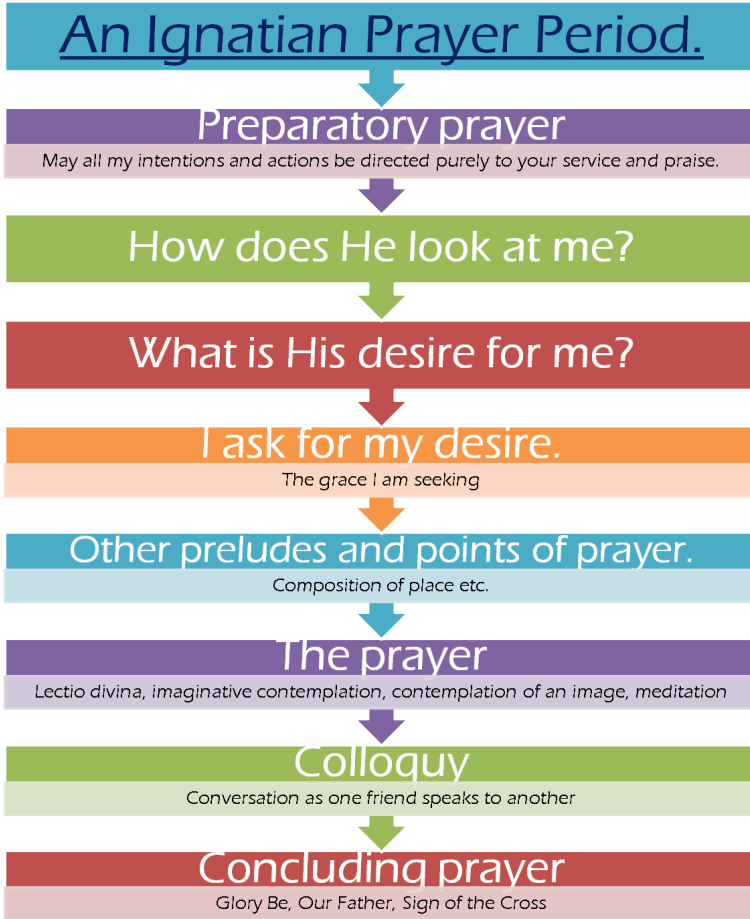 An Ignatian Prayer Period.
Preparatory prayer
May all my intentions and actions be directed purely to your service and praise.
How does He look at me?
What is His desire for me?
I ask for my desire.
The grace I am seeking
Other preludes and points of prayer.
Composition of place etc.
The prayer
Lectio divina, imaginative contemplation, contemplation of an image, meditation
Colloquy
Conversation as one friend speaks to another
Concluding prayer
Glory Be, Our Father, Sign of the Cross